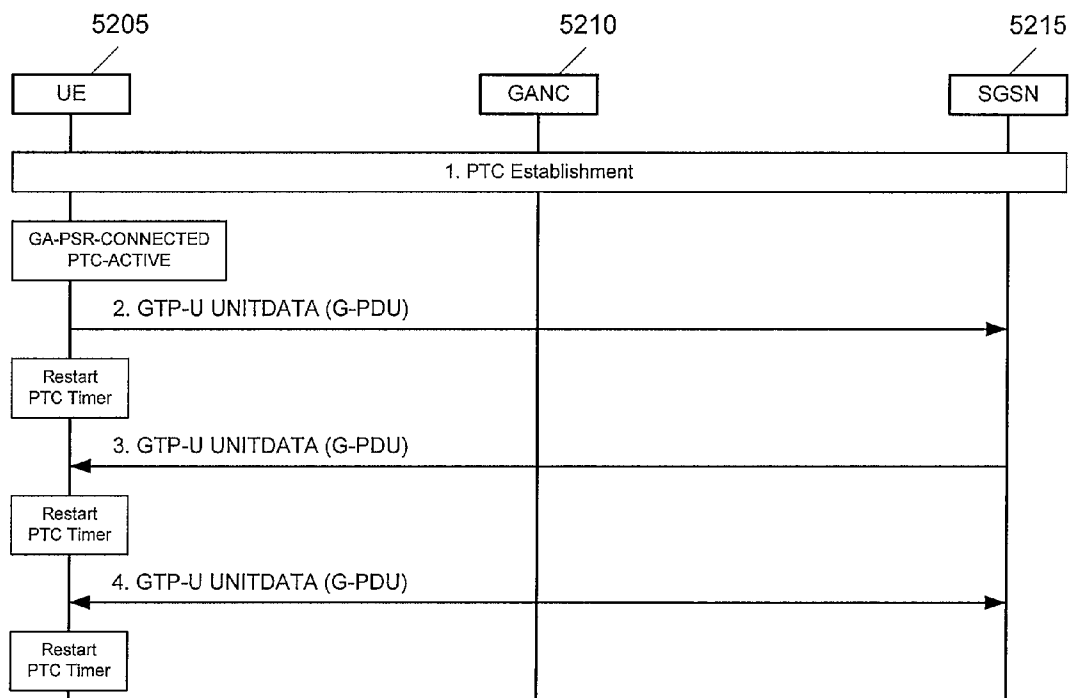 5205
5210
5215
UE
GANC
SGSN
1. PTC Establishment
GA-PSR-CONNECTED
PTC-ACTIVE
2. GTP-U UNITDATA (G-PDU)
Restart
PTC Timer
3. GTP-U UNITDATA (G-PDU)
Restart
PTC Timer
4. GTP-U UNITDATA (G-PDU)
Restart
PTC Timer